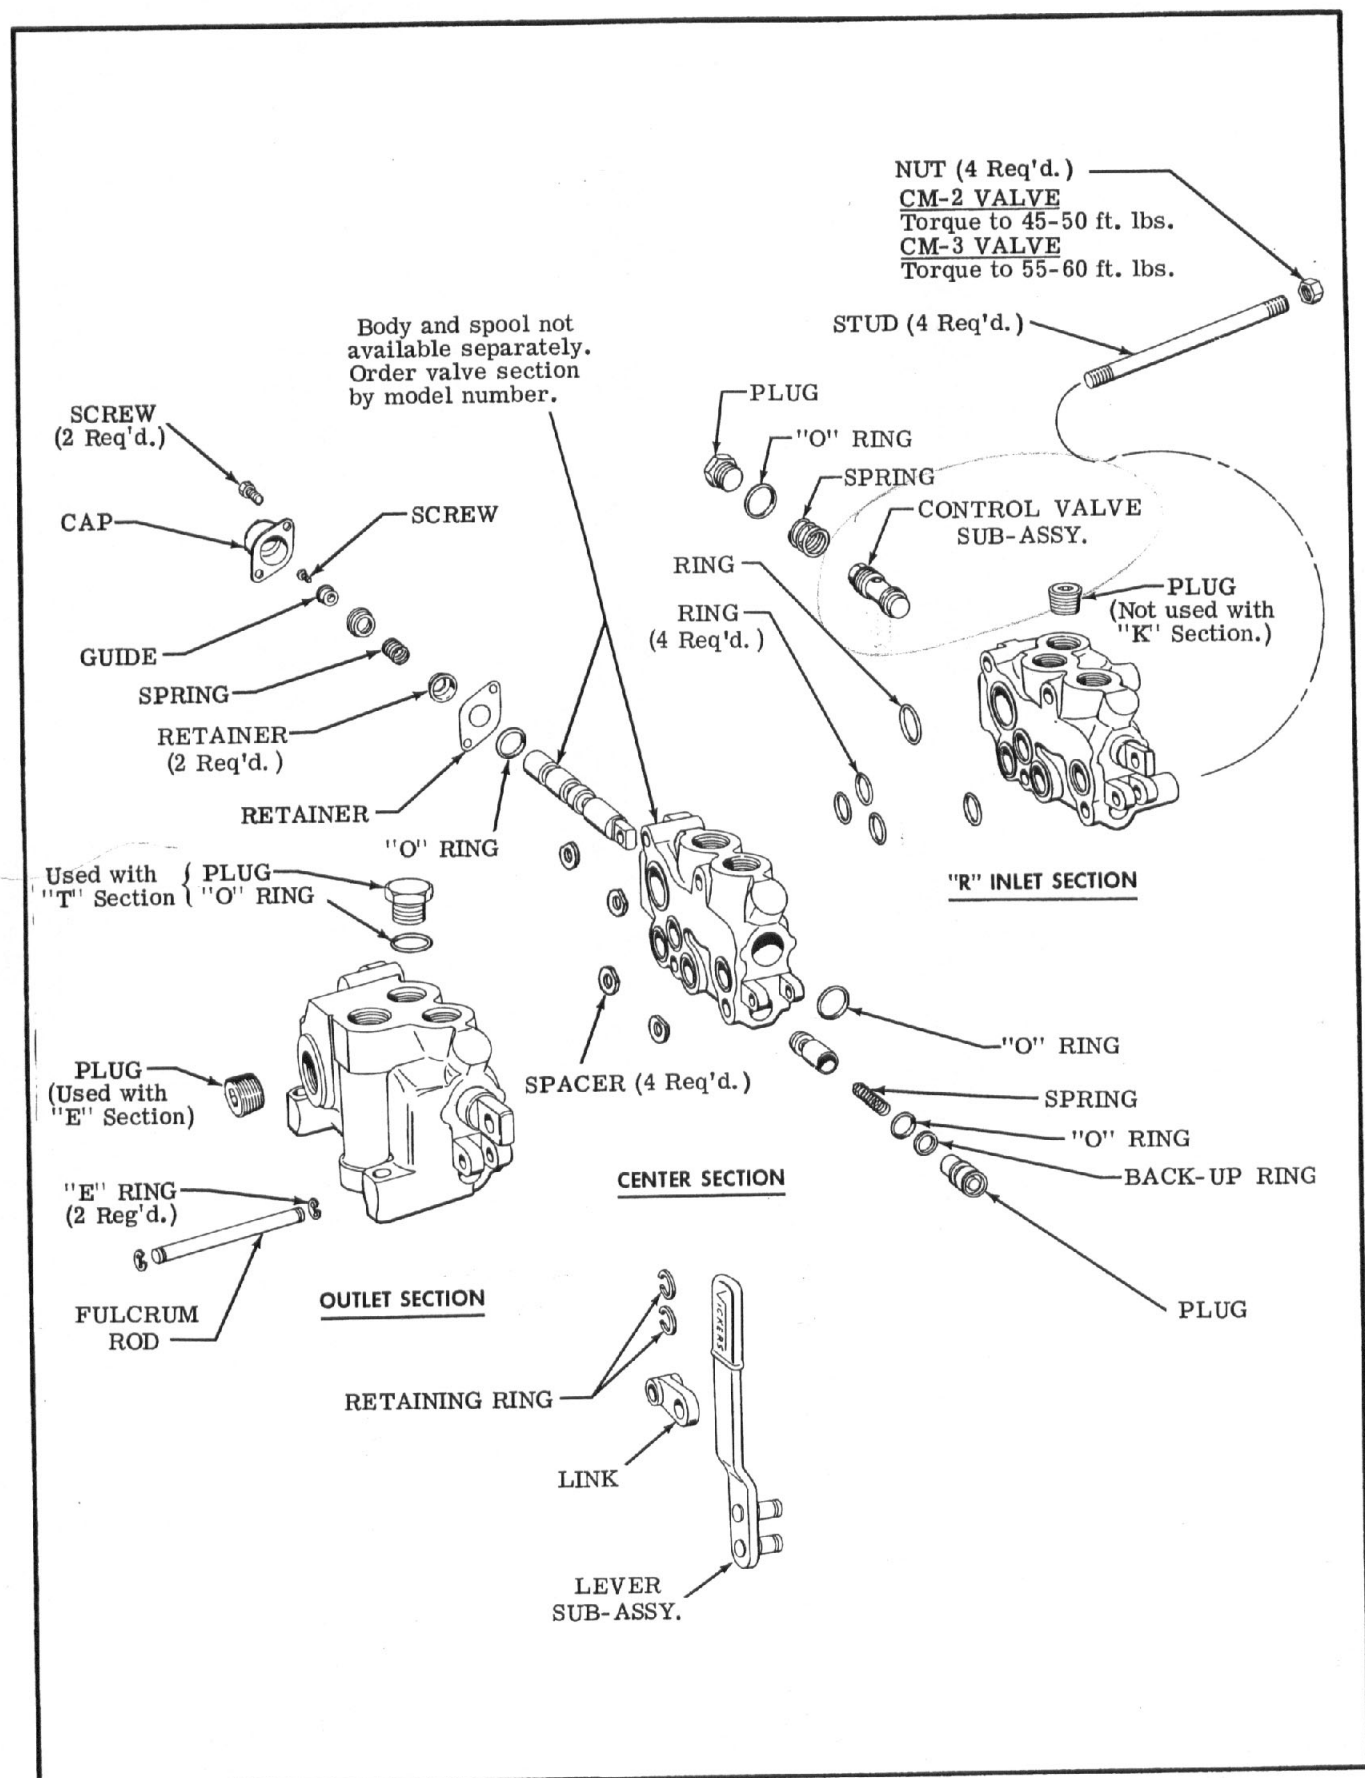 NUT (4 Req'd.)
CM-2 VALVE
Torque to 45-50 ft. lbs.
CM-3 VALVE
Torque to 55-60 ft. lbs.
STUD (4 Req'd.)
Body and spool not
available separately.
Order valve section
by model number.
SCREW
(2 Req'd.)
CAP
SCREW
GUIDE
SPRING
RETAINER
(2 Req'd.)
RETAINER
"O" RING
PLUG
"O" RING
SPRING
CONTROL VALVE
SUB-ASSY.
RING
RING
(4 Req'd.)
PLUG
(Not used with
"K" Section.)
"R" INLET SECTION
Used with { PLUG
"T" Section { "O" RING
PLUG
(Used with
"E" Section)
"E" RING
(2 Reg'd.)
FULCRUM
ROD
OUTLET SECTION
SPACER (4 Req'd.)
CENTER SECTION
"O" RING
SPRING
"O" RING
BACK-UP RING
PLUG
RETAINING RING
LINK
VICKERS
LEVER
SUB-ASSY.